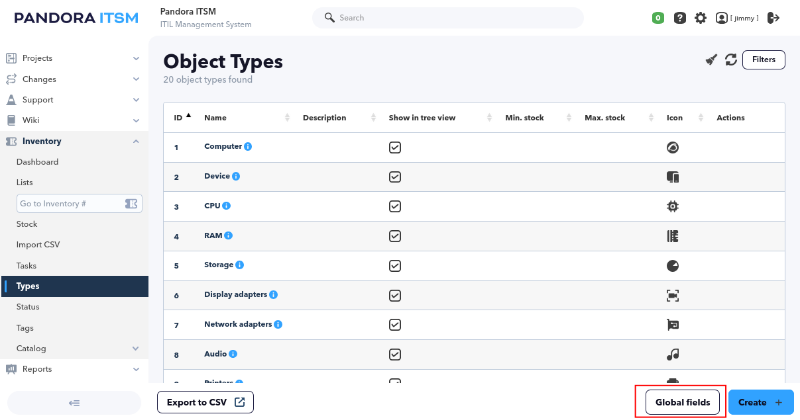 PANDORA ITSM
Pandora ITSM
ITIL Management System
Search
0
?
[ jimmy ]
Projects
Changes
Support
Wiki
Inventory
Dashboard
Lists
Go to Inventory #
Stock
Import CSV
Tasks
Types
Status
Tags
Catalog
Reports
Object Types
20 object types found
Filters
ID Name Description Show in tree view Min. stock Max. stock Icon Actions
1 Computer
2 Device
3 CPU
4 RAM
5 Storage
6 Display adapters
7 Network adapters
8 Audio
9 Printers
Export to CSV
Global fields
Create +